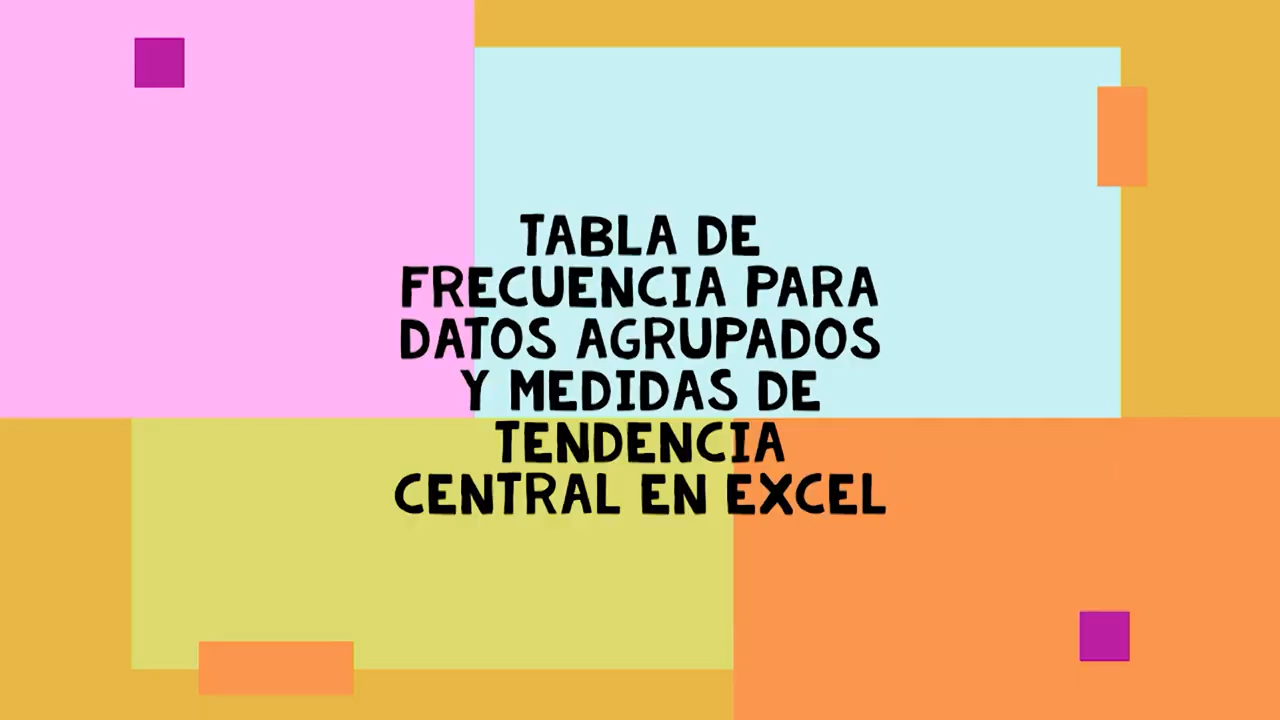 TABLA DE
FRECUENCIA PARA
DATOS AGRUPADOS
Y MEDIDAS DE
TENDENCIA
CENTRAL EN EXCEL